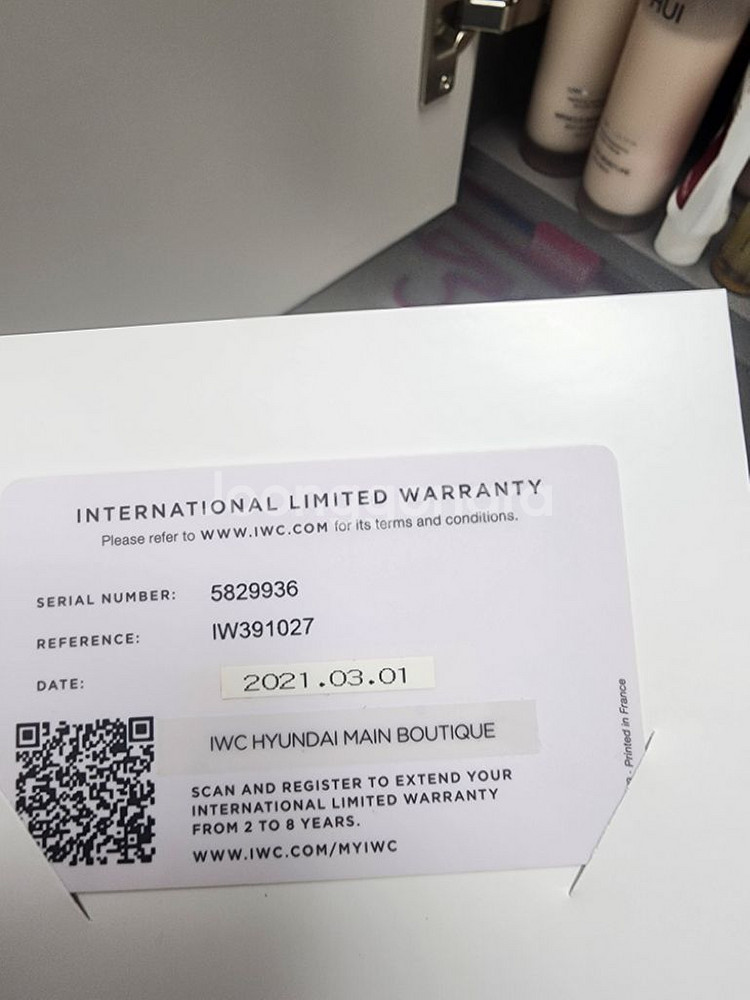 HUI
loonggonara
INTERNATIONAL LIMITED WARRANTY
Please refer to WWW.IWC.COM for its terms and conditions.
SERIAL NUMBER: 5829936
REFERENCE: IW391027
DATE: 2021.03.01
IWC HYUNDAI MAIN BOUTIQUE
SCAN AND REGISTER TO EXTEND YOUR
INTERNATIONAL LIMITED WARRANTY
FROM 2 TO 8 YEARS.
WWW.IWC.COM/MYIWC
- Printed in France